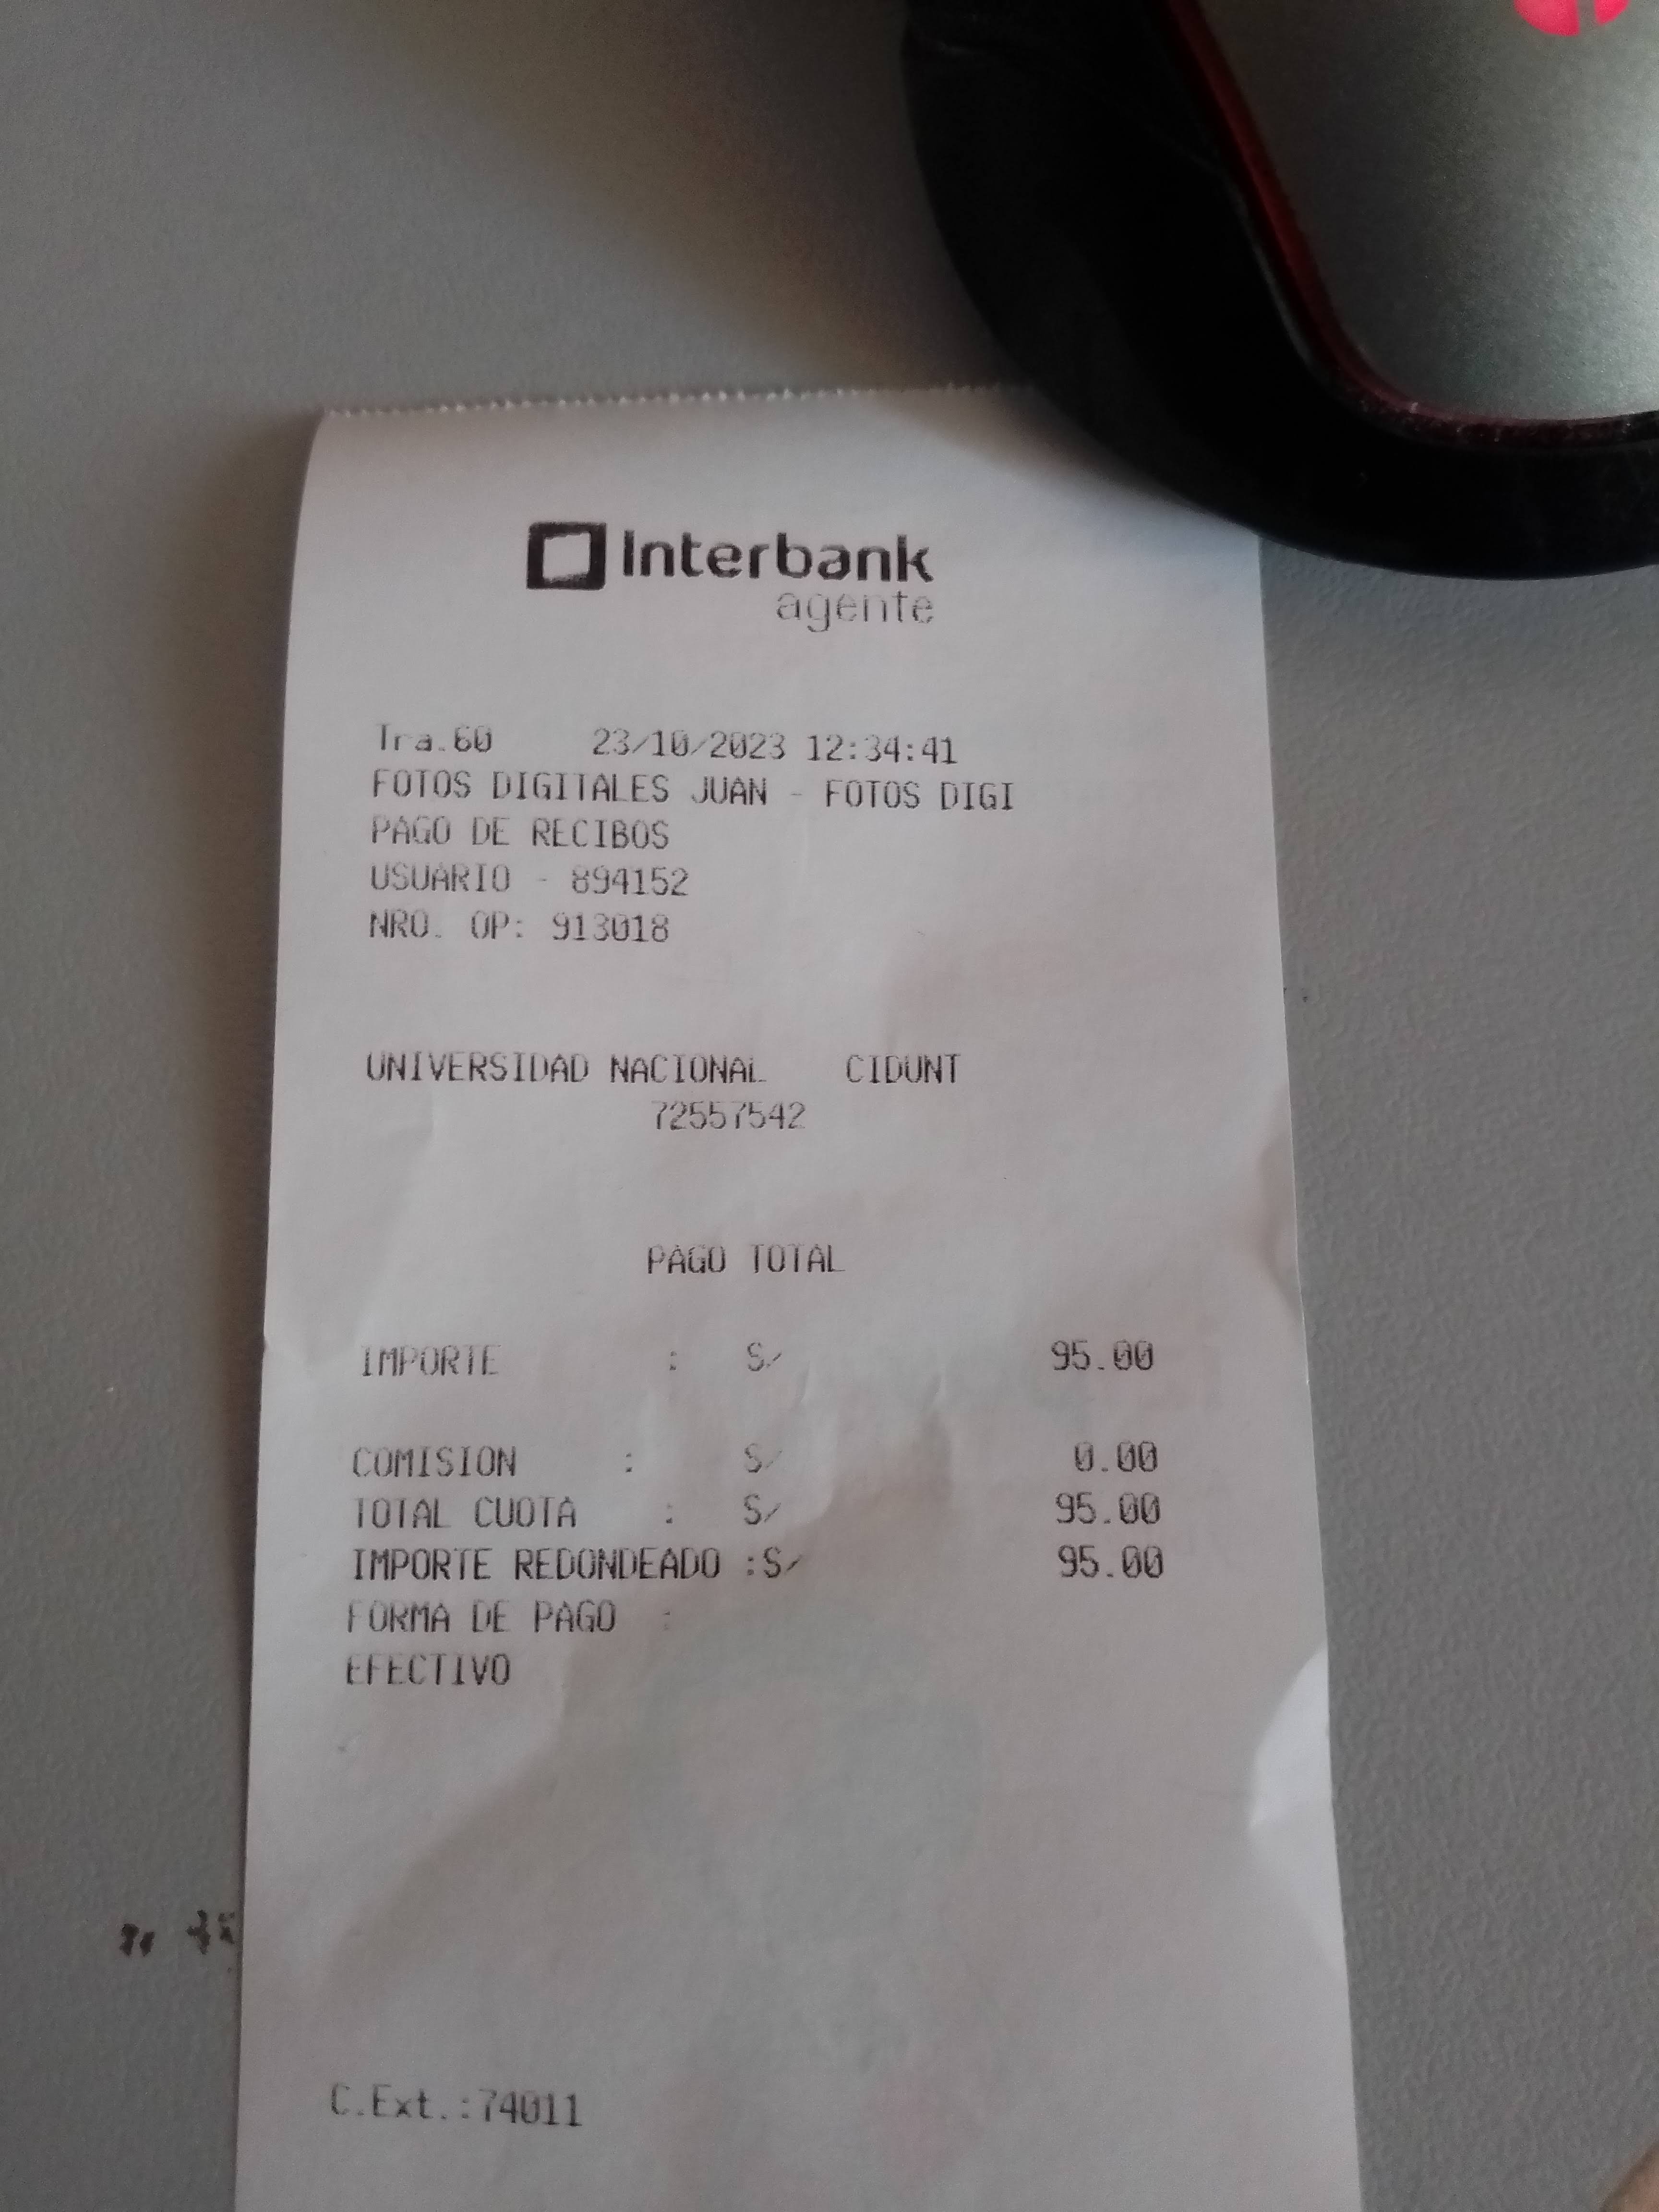 Interbank
agente
Tra.60 23/10/2023 12:34:41
FOTOS DIGITALES JUAN - FOTOS DIGI
PAGO DE RECIBOS
USUARIO - 894152
NRO. OP: 913018
UNIVERSIDAD NACIONAL CIDUNT
72557542
PAGO TOTAL
IMPORTE : S/ 95.00
COMISION : S/ 0.00
TOTAL CUOTA : S/ 95.00
IMPORTE REDONDEADO :S/ 95.00
FORMA DE PAGO :
EFECTIVO
C.Ext.:74011